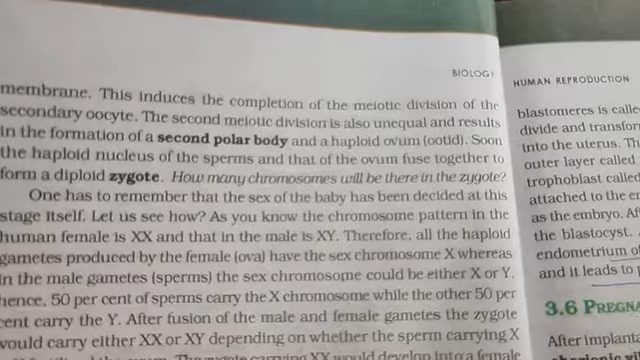 BIOLOGY
membrane. This induces the completion of the meiotic division of the
secondary oocyte. The second meiotic division is also unequal and results
in the formation of a second polar body and a haploid ovum (ootid). Soon
the haploid nucleus of the sperms and that of the ovum fuse together to
form a diploid zygote. How many chromosomes will be there in the zygote?
One has to remember that the sex of the baby has been decided at this
stage itself. Let us see how? As you know the chromosome pattern in the
human female is XX and that in the male is XY. Therefore, all the haploid
gametes produced by the female (ova) have the sex chromosome X whereas
in the male gametes (sperms) the sex chromosome could be either X or Y,
hence, 50 per cent of sperms carry the X chromosome while the other 50 per
cent carry the Y. After fusion of the male and female gametes the zygote
would carry either XX or XY depending on whether the sperm carrying X
The zygote carrying XX would develop into a female
HUMAN REPRODUCTION
blastomeres is calle
divide and transfor
into the uterus. Th
outer layer called
trophoblast called
attached to the e
as the embryo. Af
the blastocyst.
endometrium of
and it leads to
3.6 PREGNA
After implant
chorionic